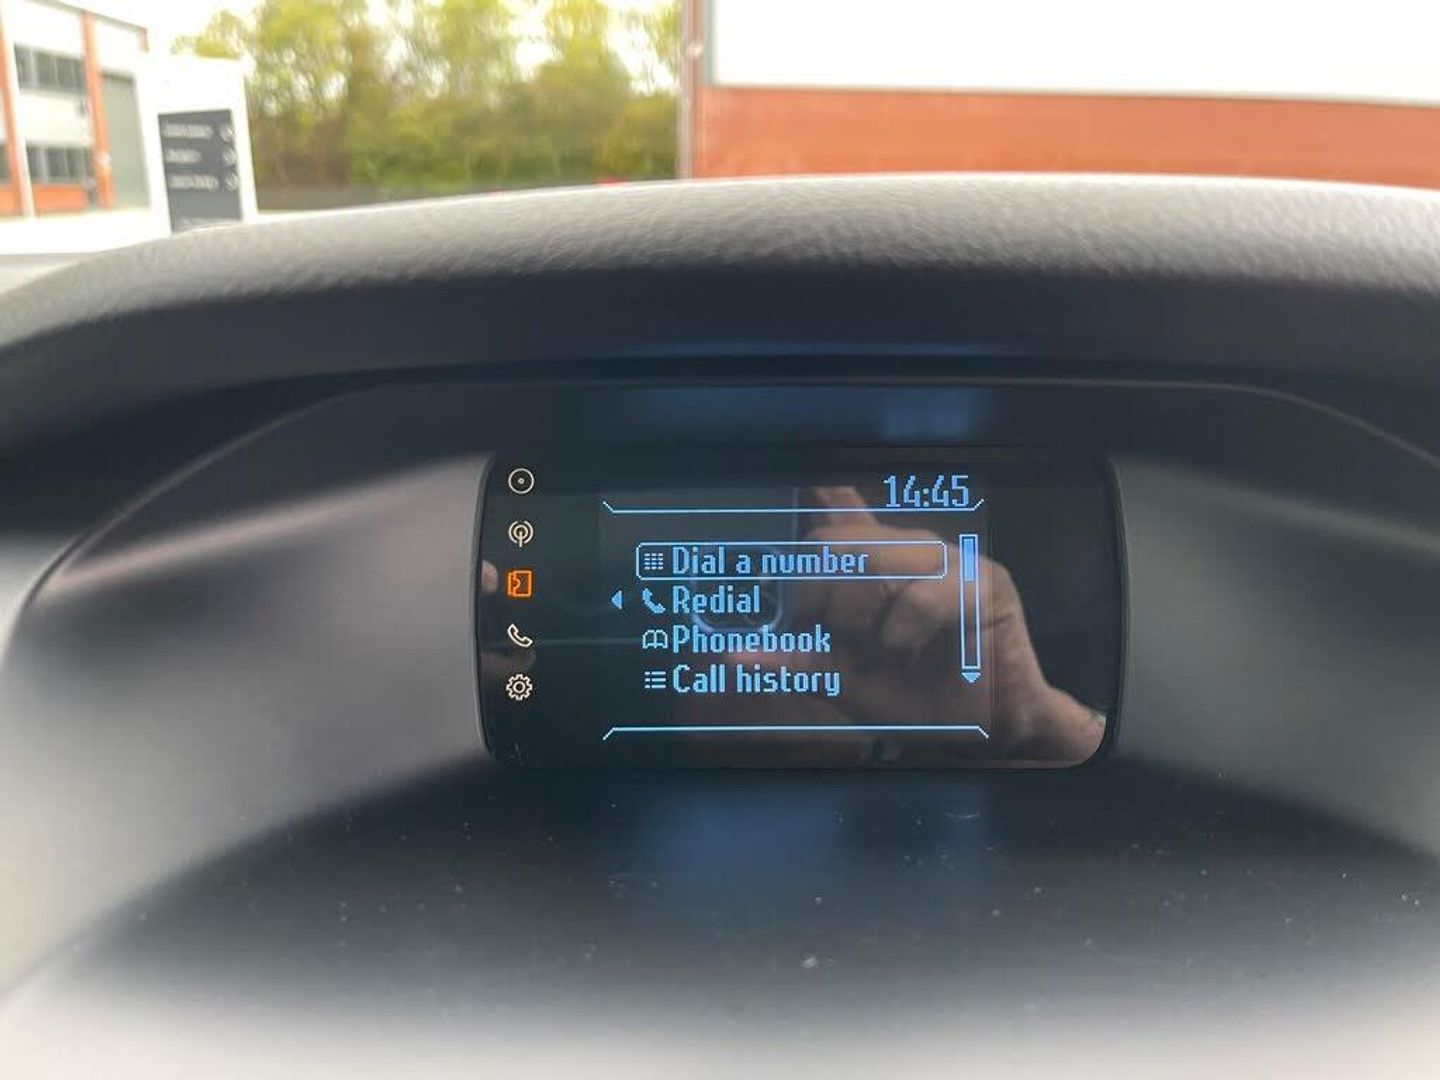 14:45
Dial a number
Redial
Phonebook
Call history